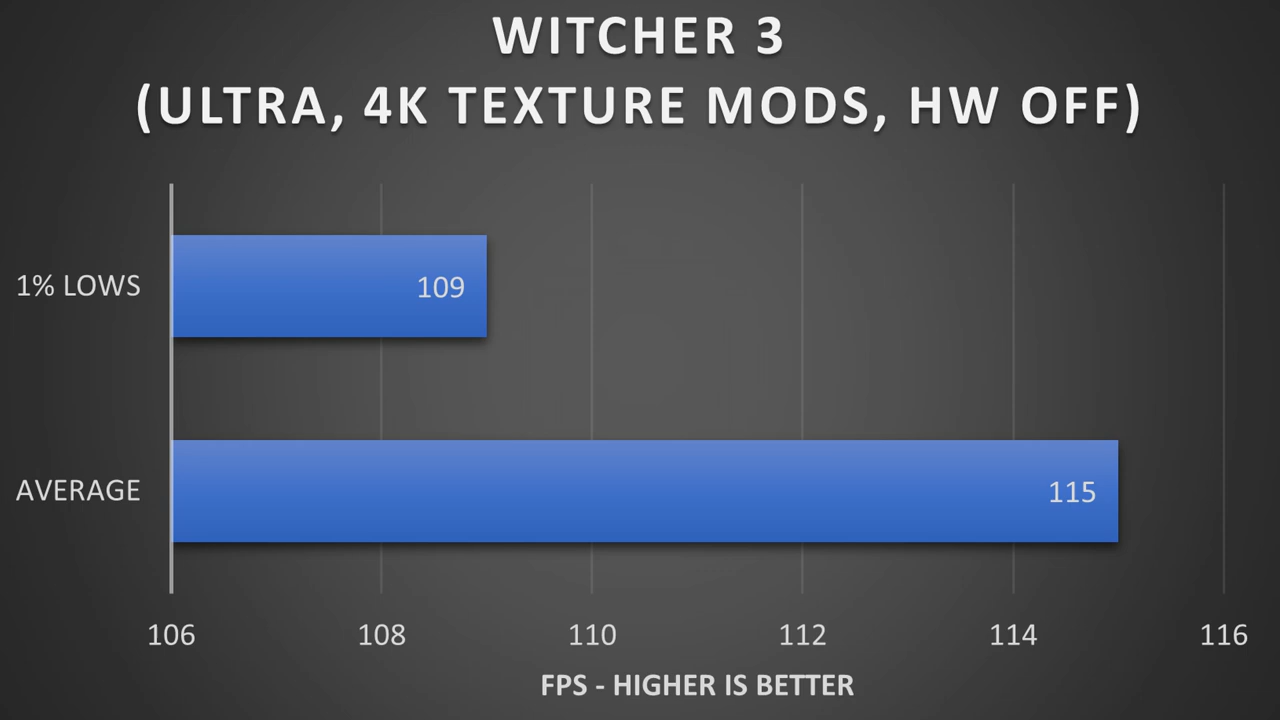 WITCHER 3
(ULTRA, 4K TEXTURE MODS, HW OFF)
1% LOWS
109
AVERAGE
115
106 108 110 112 114 116
FPS - HIGHER IS BETTER